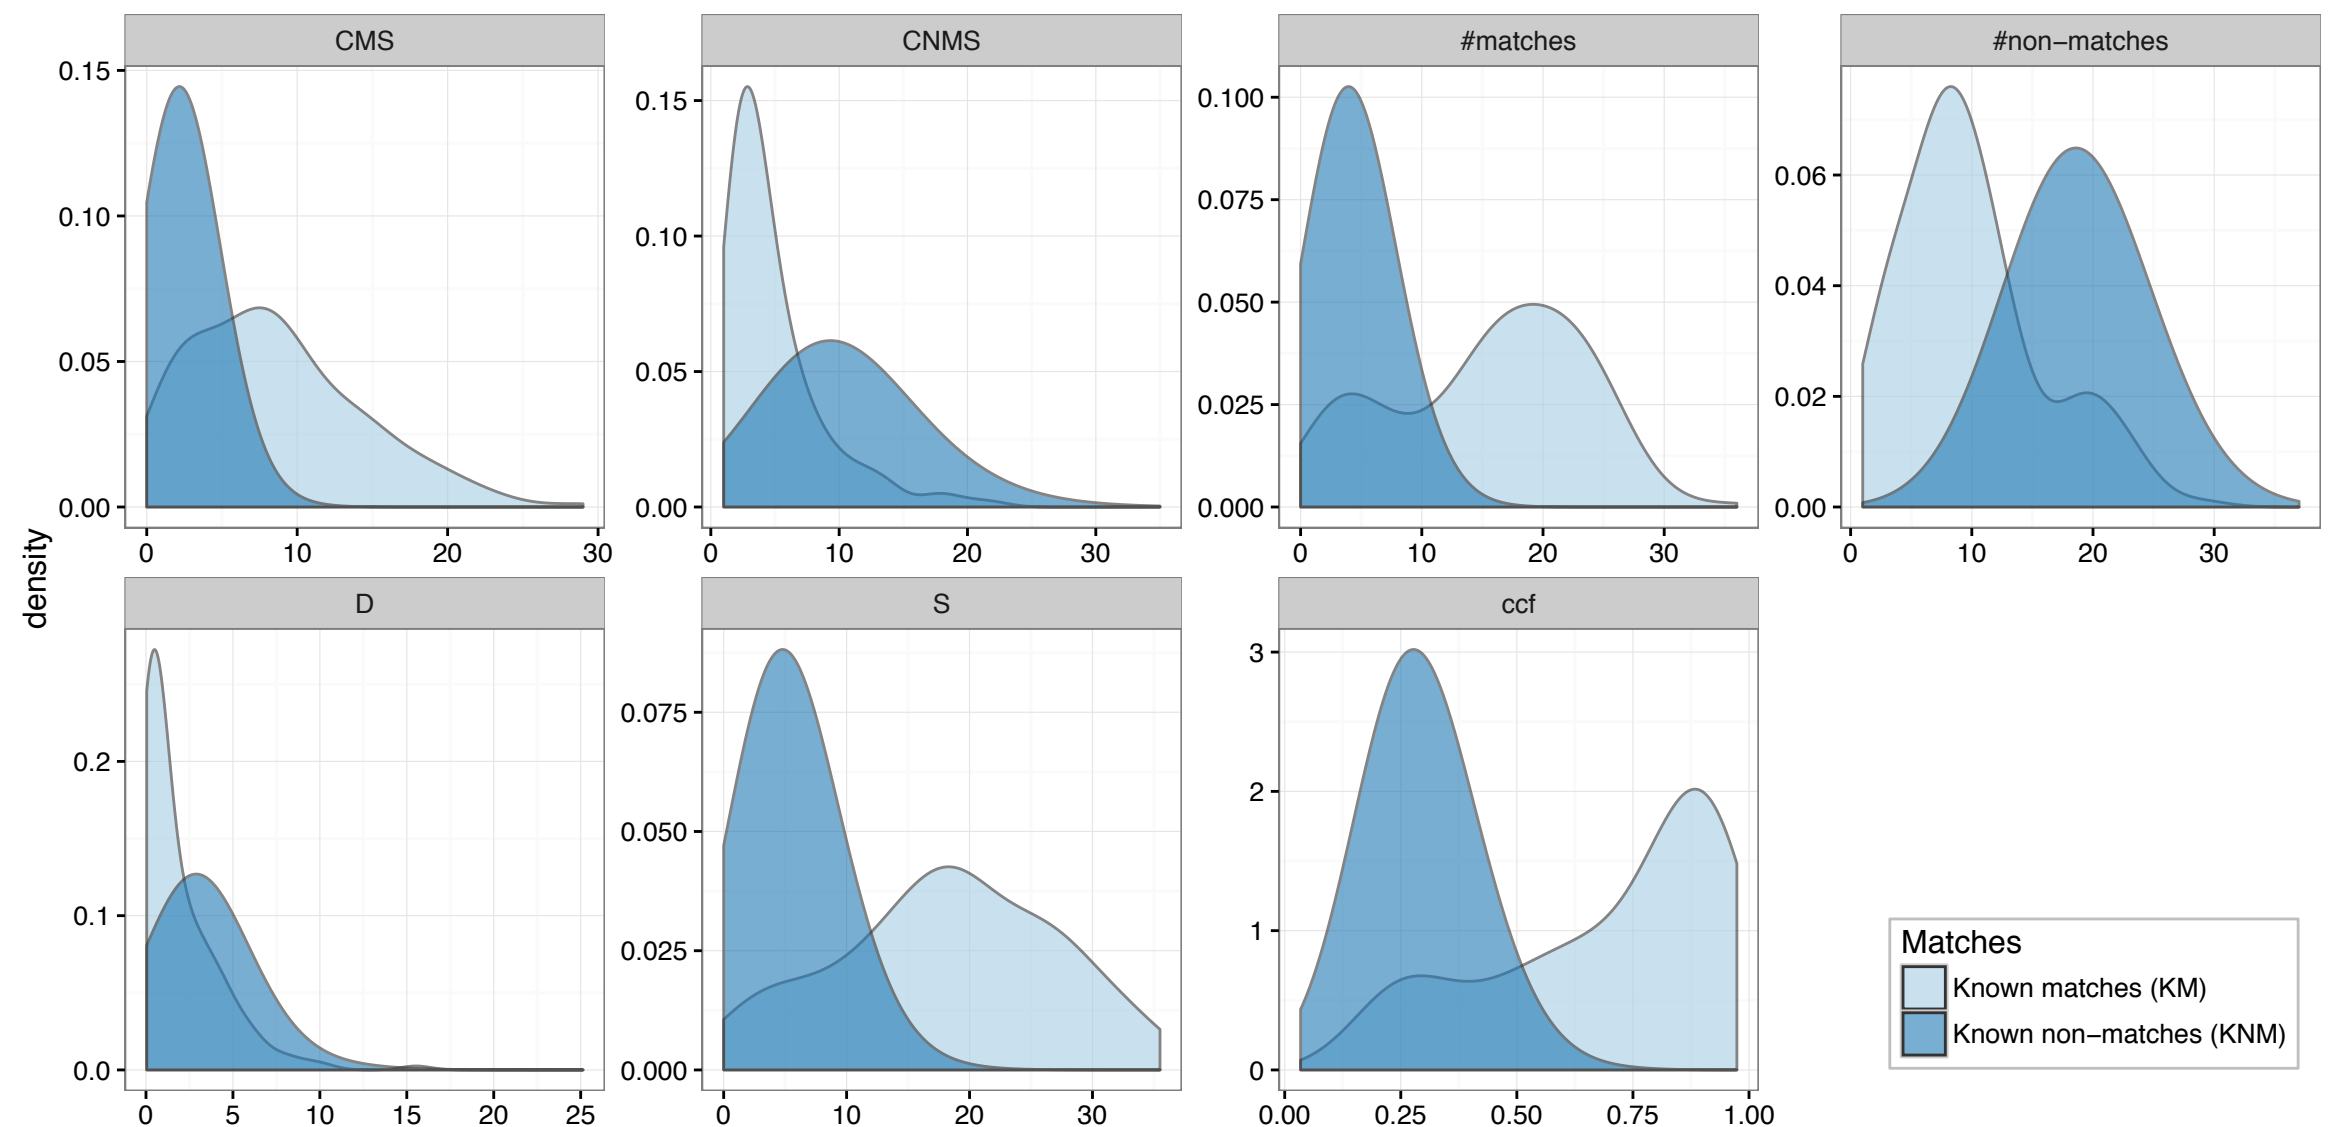 CMS
CNMS
#matches
#non−matches
0.15
0.10
0.05
0.00
0 10 20 30
0.15
0.10
0.05
0.00
0 10 20 30
0.100
0.075
0.050
0.025
0.000
0 10 20 30
0.06
0.04
0.02
0.00
0 10 20 30
density
D
S
ccf
0.2
0.1
0.0
0 5 10 15 20 25
0.075
0.050
0.025
0.000
0 10 20 30
3
2
1
0
0.00 0.25 0.50 0.75 1.00
Matches
Known matches (KM)
Known non−matches (KNM)